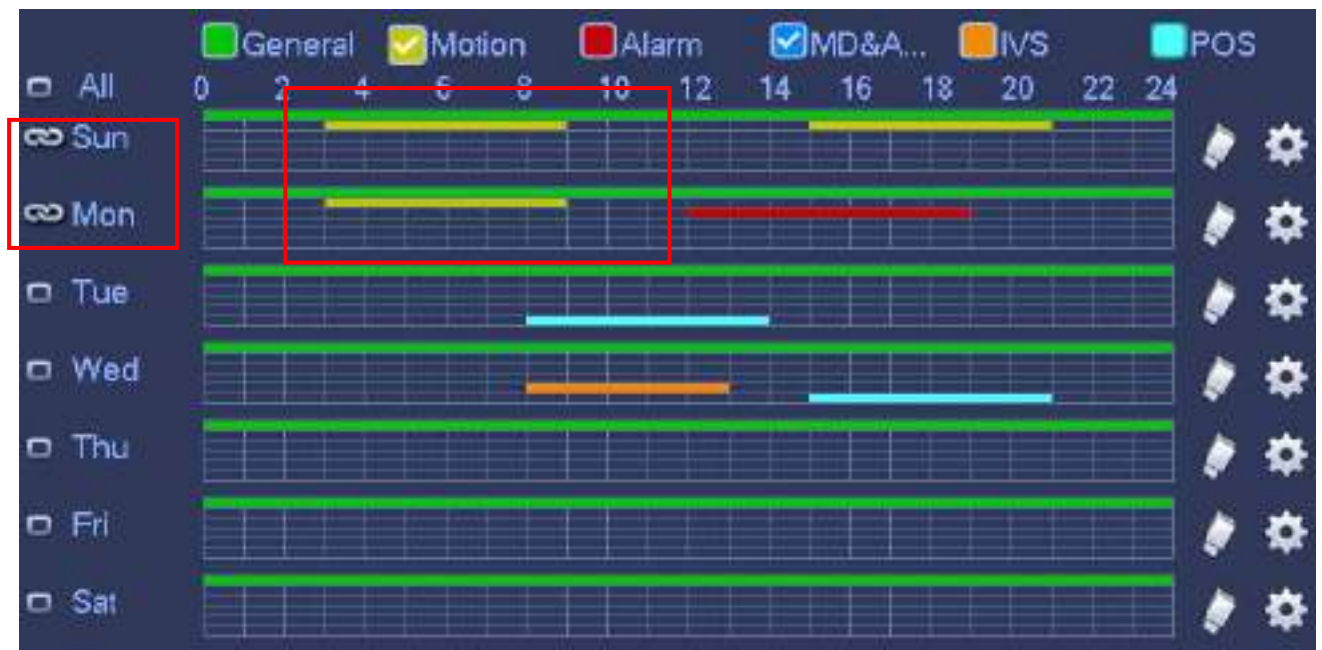 General Motion Alarm MD&A... IVS POS
All 0 2 4 6 8 10 12 14 16 18 20 22 24
Sun
Mon
Tue
Wed
Thu
Fri
Sat